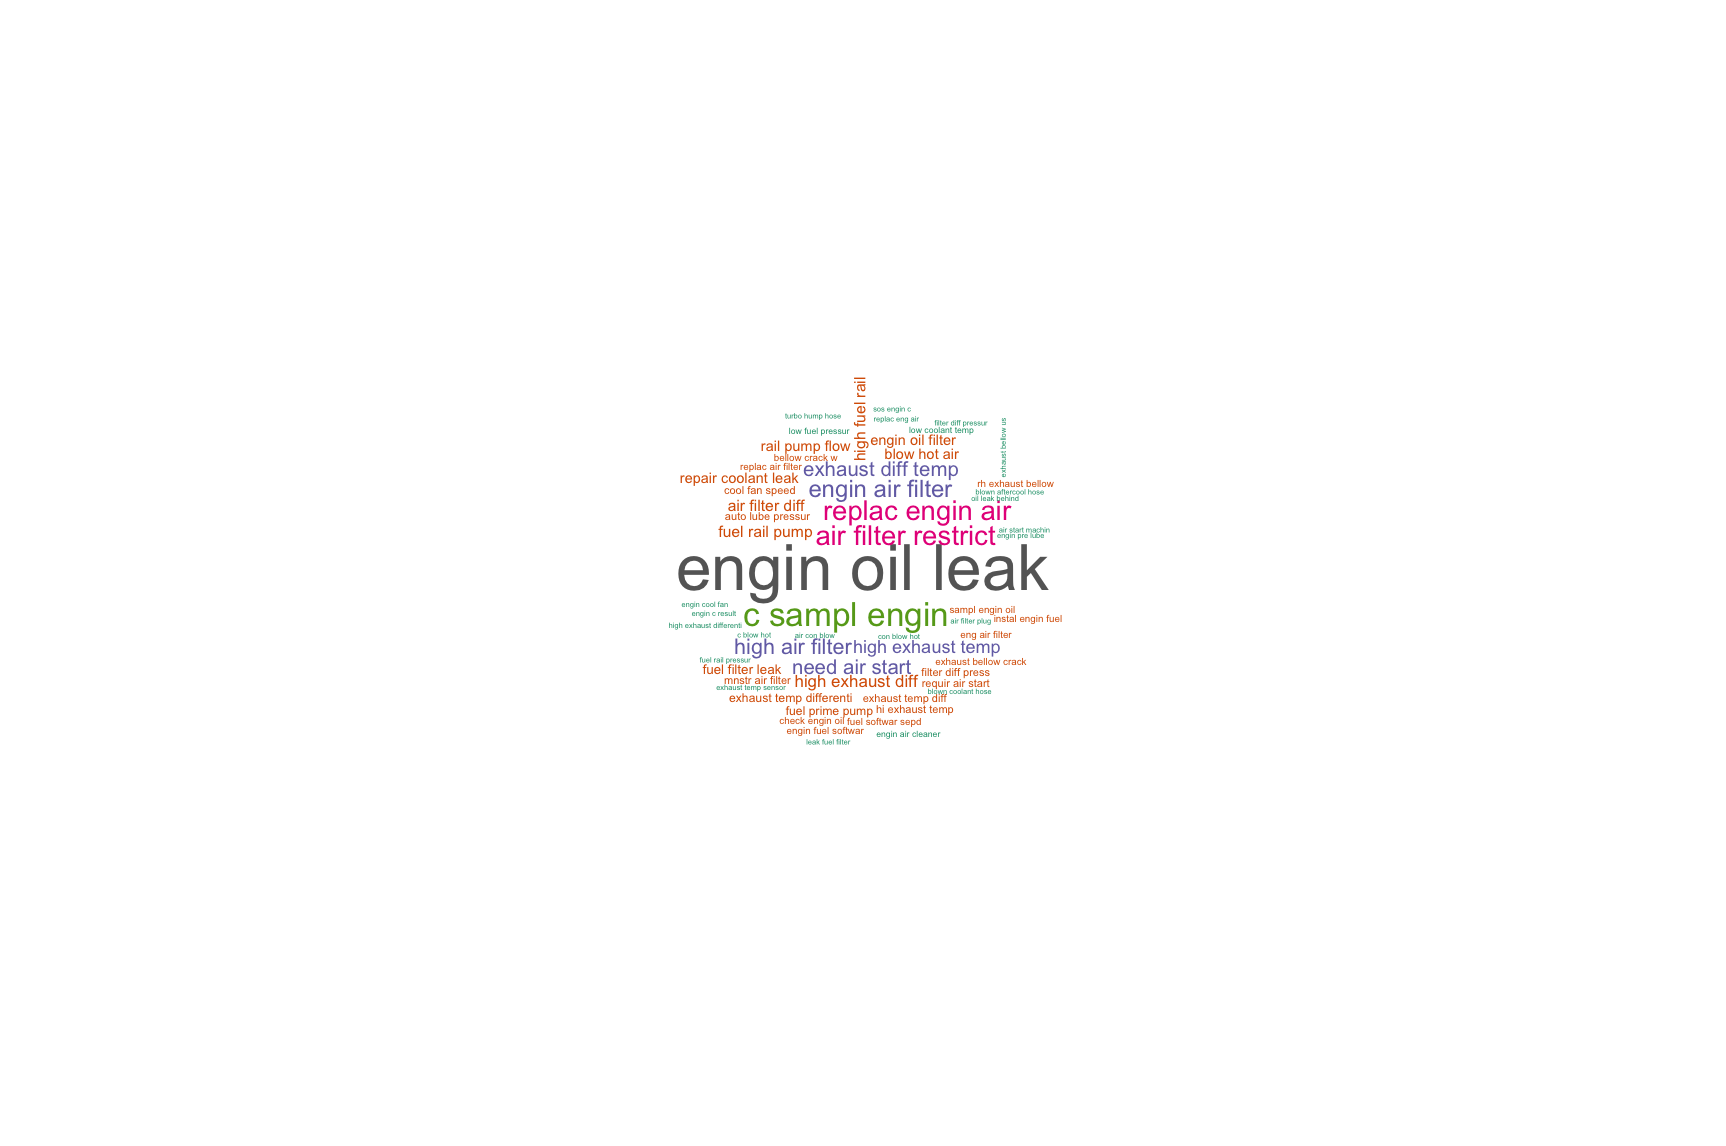 high fuel rail
sos engin c
turbo hump hose
replac eng air
filter diff pressur
low fuel pressur
low coolant temp
exhaust bellow us
rail pump flow
engin oil filter
bellow crack w
blow hot air
replac air filter
exhaust diff temp
repair coolant leak
rh exhaust bellow
cool fan speed
engin air filter
blown aftercool hose
oil leak behind
air filter diff
replac engin air
auto lube pressur
fuel rail pump
air filter restrict
air start machin
engin pre lube
engin oil leak
engin cool fan
engin c result
c sampl engin
sampl engin oil
high exhaust differenti
air filter plug
instal engin fuel
c blow hot
air con blow
con blow hot
eng air filter
high air filter
high exhaust temp
fuel rail pressur
exhaust bellow crack
fuel filter leak
need air start
filter diff press
mnstr air filter
high exhaust diff
requir air start
exhaust temp sensor
blown coolant hose
exhaust temp differenti
exhaust temp diff
fuel prime pump
hi exhaust temp
check engin oil
fuel softwar sepd
engin fuel softwar
engin air cleaner
leak fuel filter